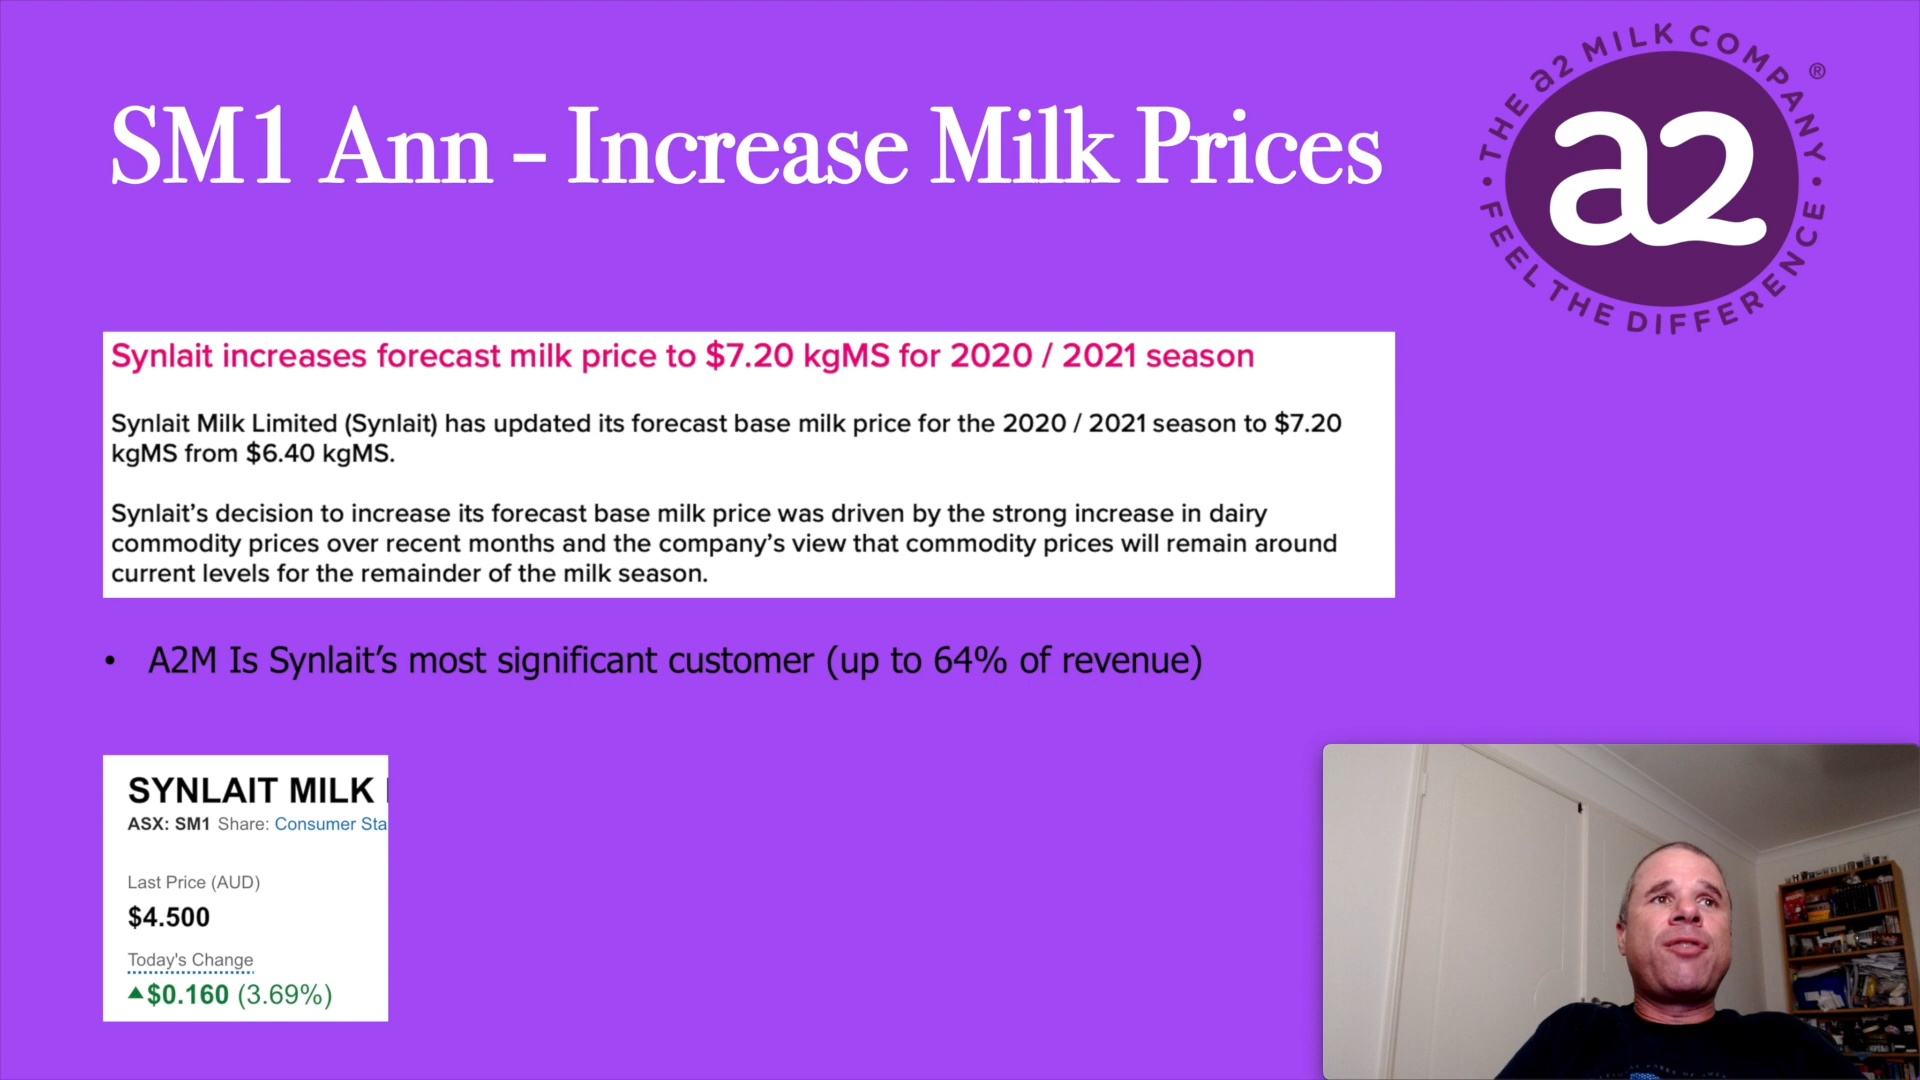 SM1 Ann - Increase Milk Prices
THE a2 MILK COMPANY
®
a2
FEEL THE DIFFERENCE
Synlait increases forecast milk price to $7.20 kgMS for 2020 / 2021 season
Synlait Milk Limited (Synlait) has updated its forecast base milk price for the 2020 / 2021 season to $7.20
kgMS from $6.40 kgMS.
Synlait’s decision to increase its forecast base milk price was driven by the strong increase in dairy
commodity prices over recent months and the company’s view that commodity prices will remain around
current levels for the remainder of the milk season.
• A2M Is Synlait’s most significant customer (up to 64% of revenue)
SYNLAIT MILK
ASX: SM1 Share: Consumer Sta
Last Price (AUD)
$4.500
Today's Change
▲$0.160 (3.69%)